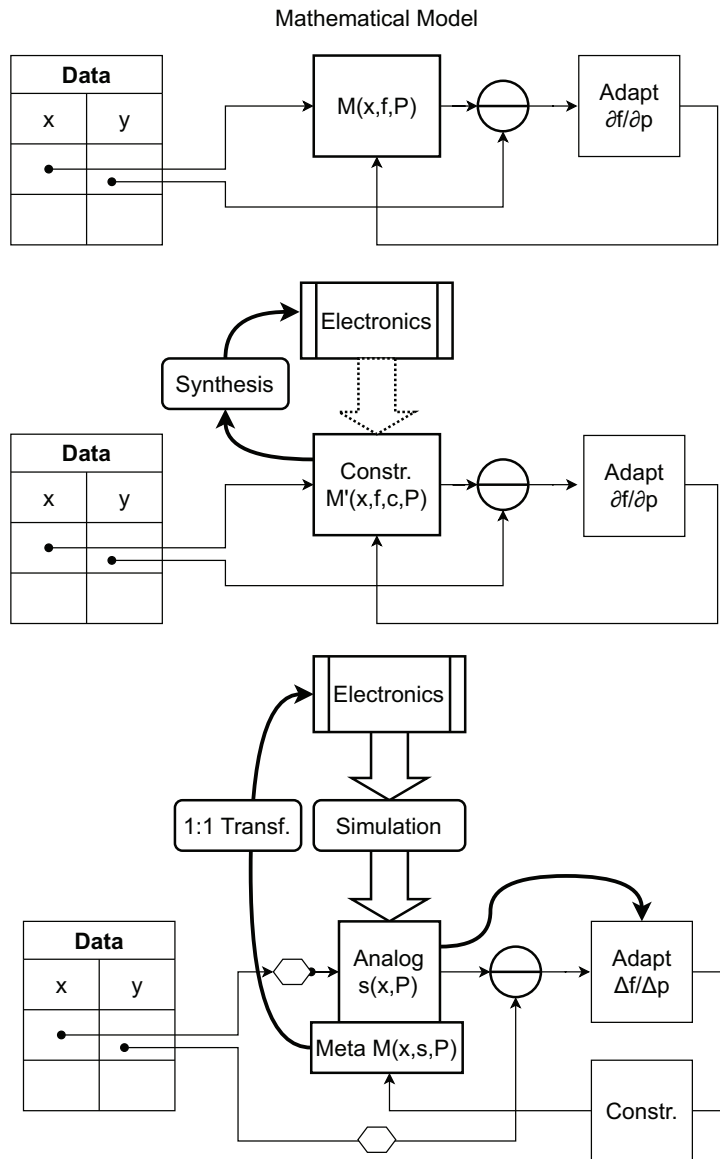 Mathematical Model
Data
x y
M(x,f,P)
Adapt
∂f/∂p
Electronics
Synthesis
Data
x y
Constr.
M'(x,f,c,P)
Adapt
∂f/∂p
Electronics
1:1 Transf.
Simulation
Data
x y
Analog
s(x,P)
Adapt
Δf/Δp
Meta M(x,s,P)
Constr.